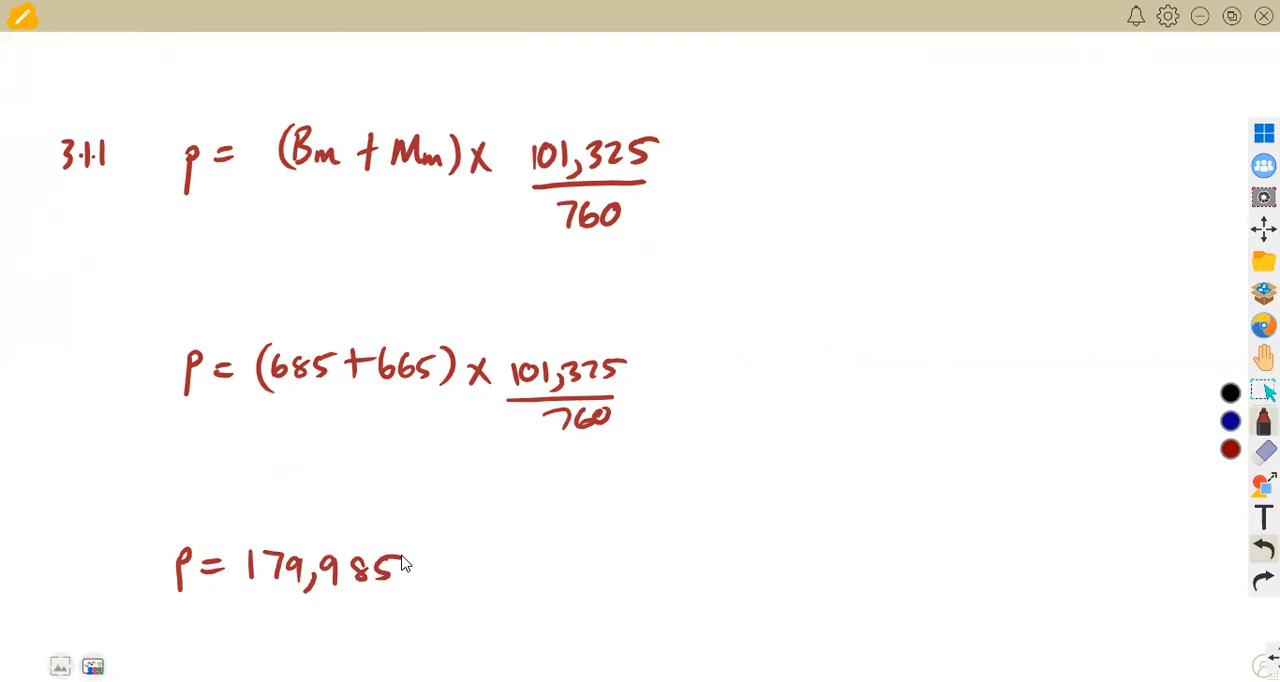 3.1.1 p = (Bm + Mm) x 101,325
760
p = (685+665) x 101,325
760
p = 179,985
T